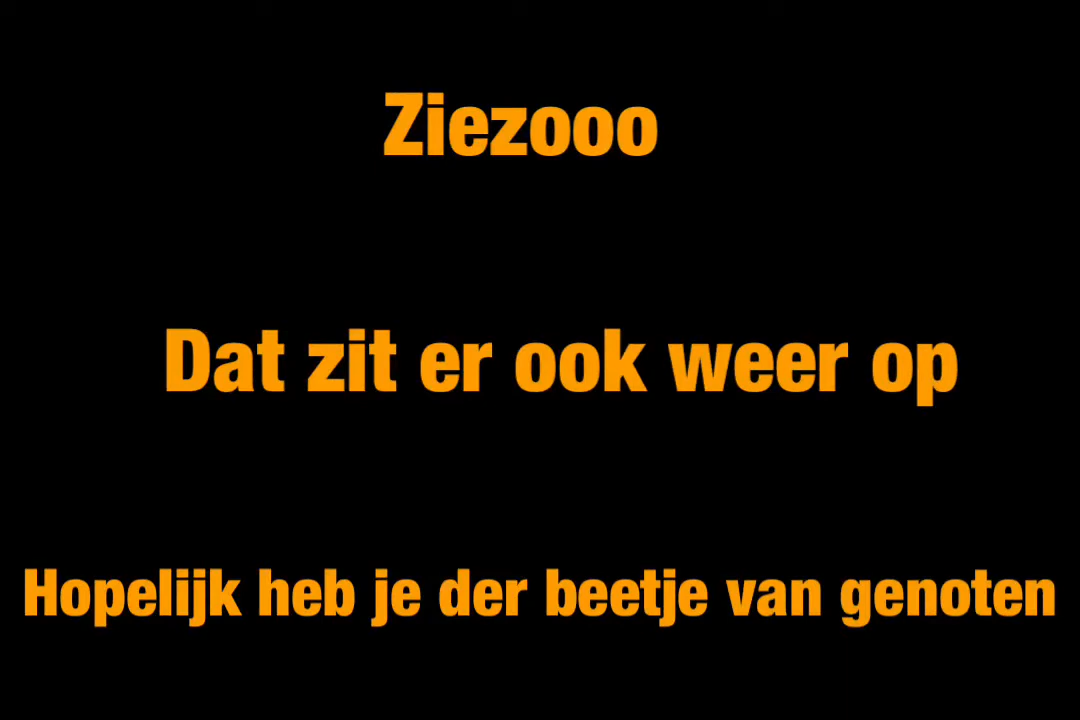 Ziezooo
Dat zit er ook weer op
Hopelijk heb je der beetje van genoten